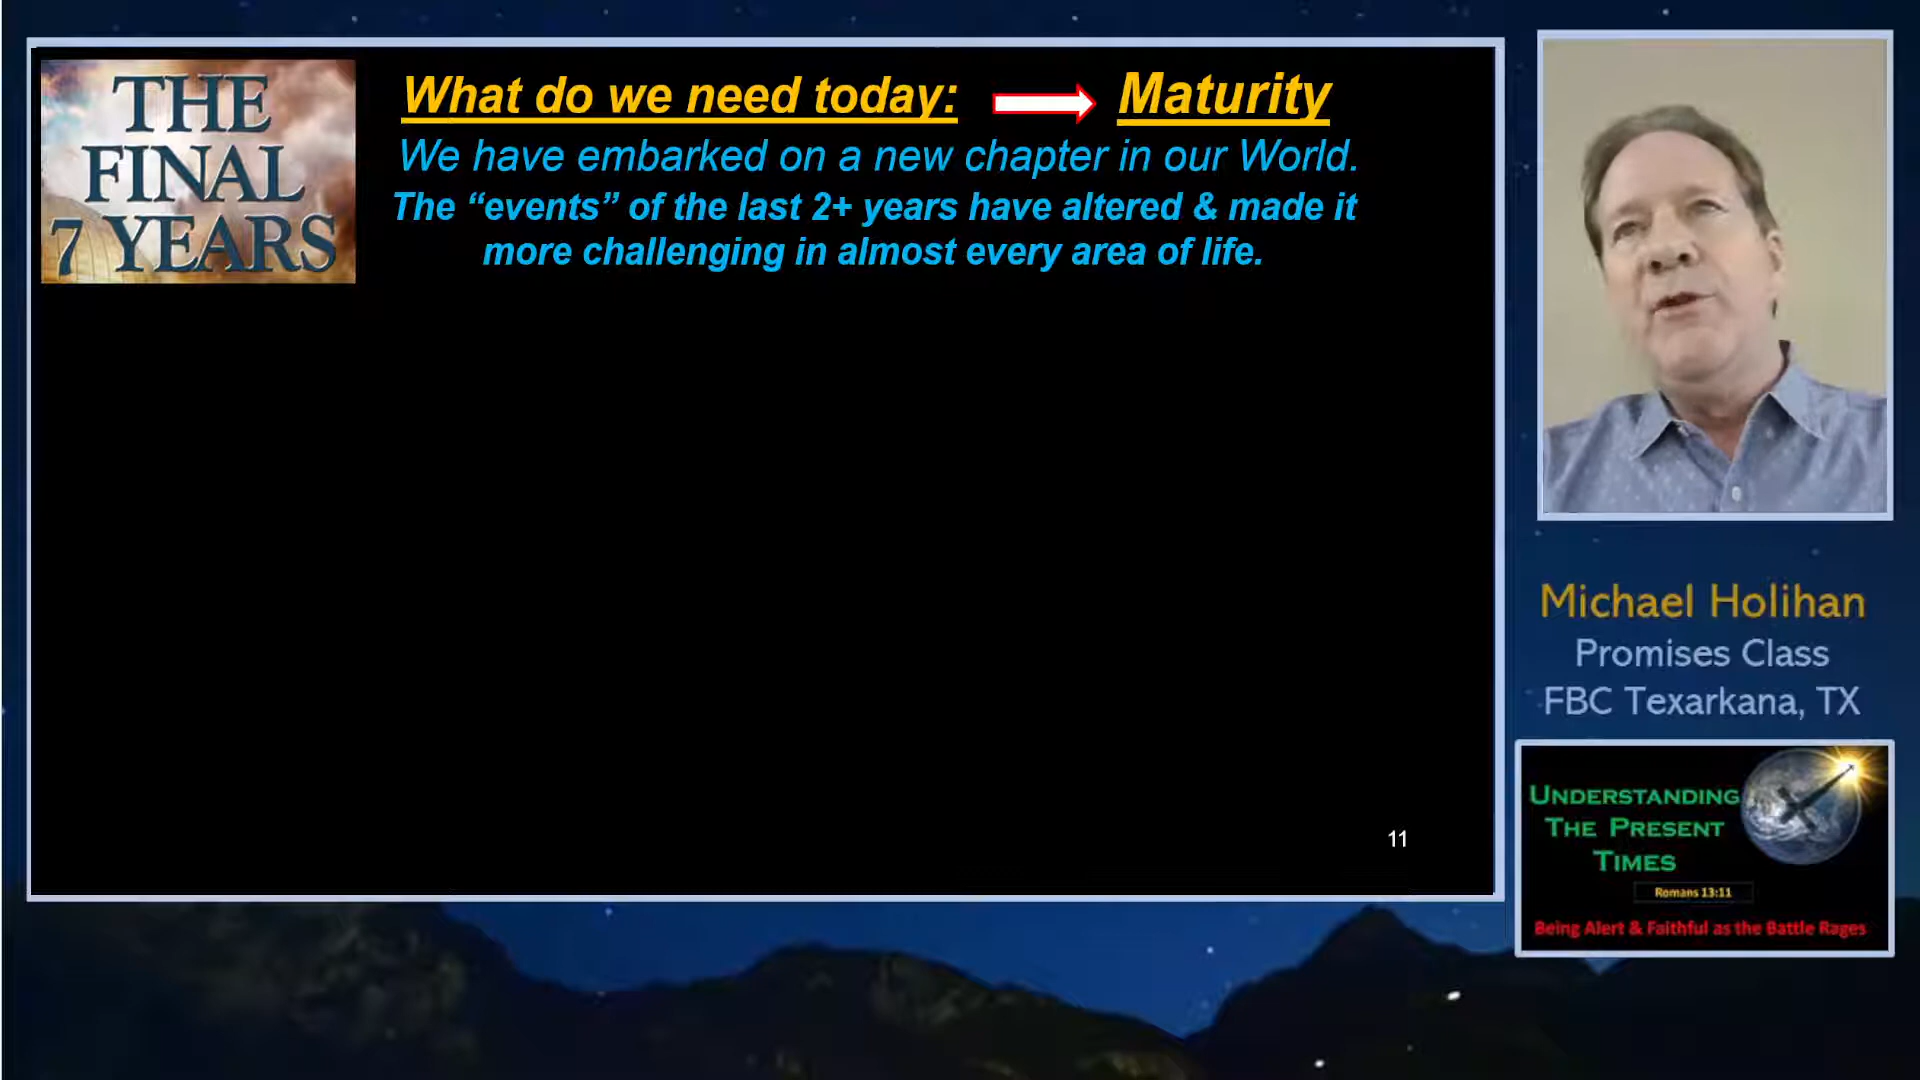 THE
FINAL
7 YEARS
What do we need today: Maturity
We have embarked on a new chapter in our World.
The “events” of the last 2+ years have altered & made it
more challenging in almost every area of life.
11
Michael Holihan
Promises Class
FBC Texarkana, TX
UNDERSTANDING
THE PRESENT
TIMES
Romans 13:11
Being Alert & Faithful as the Battle Rages